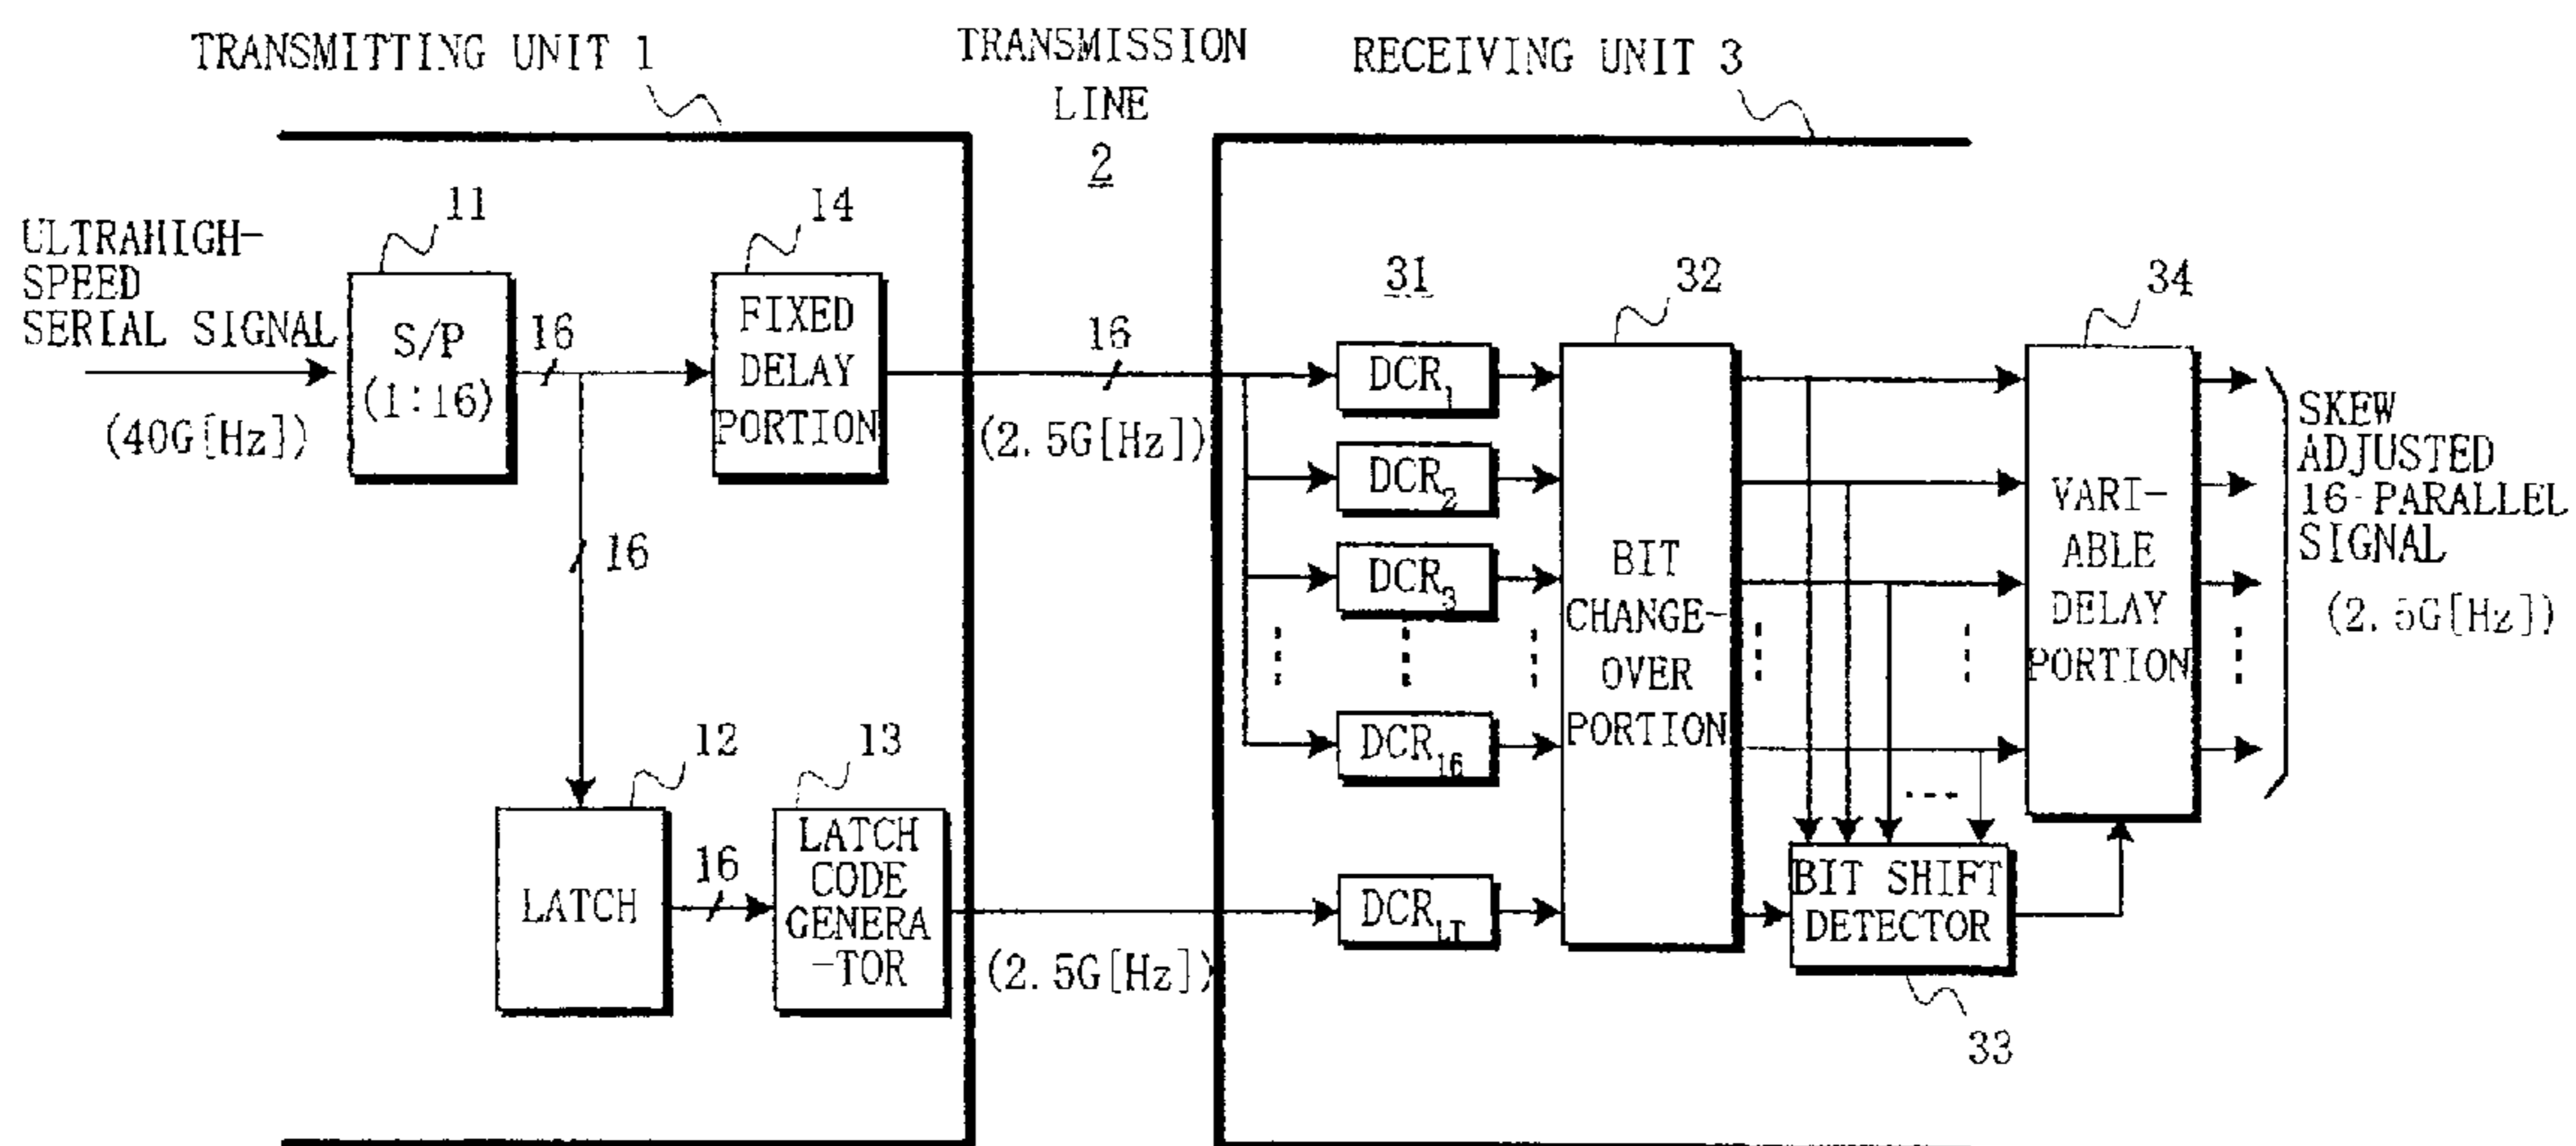 TRANSMITTING UNIT 1
TRANSMISSION
LINE
2
RECEIVING UNIT 3
ULTRAHIGH-
SPEED
SERIAL SIGNAL
(40G[Hz])
11
S/P
(1:16)
16
14
FIXED
DELAY
PORTION
16
(2.5G[Hz])
16
12
LATCH
16
13
LATCH
CODE
GENERA
-TOR
(2.5G[Hz])
31
DCR1
DCR2
DCR3
DCR16
DCRLT
32
BIT
CHANGE-
OVER
PORTION
BIT SHIFT
DETECTOR
33
34
VARI-
ABLE
DELAY
PORTION
SKEW
ADJUSTED
16-PARALLEL
SIGNAL
(2.5G[Hz])